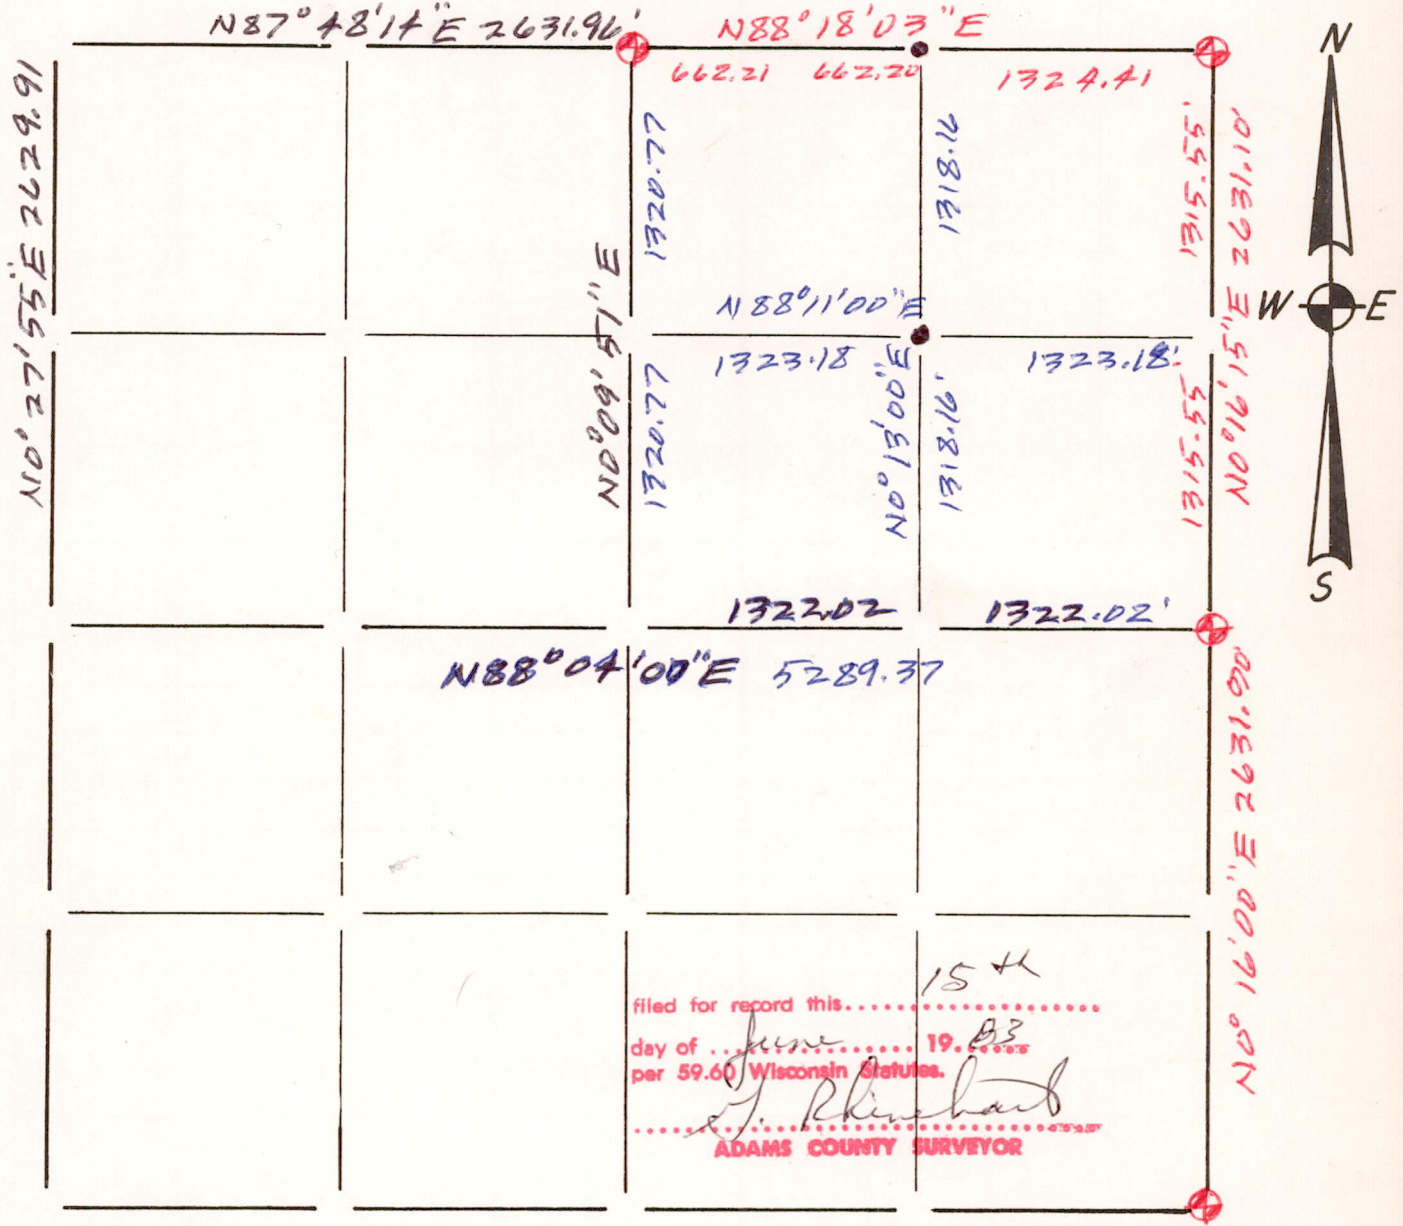 N87°48'14"E 2631.96'
N88°18'03"E
662.21 662.20
1324.41
N
W E
S
N0°27'55"E 2629.91
N0°09'51"E
1320.77
1318.16
1315.55'
N0°16'15"E 2631.10'
N88°11'00"E
1323.18
1323.18'
1320.77
N0°13'00"E
1318.16'
1315.55
1322.02
1322.02'
N88°04'00"E 5289.37
N0°16'00"E 2631.90'
filed for record this 15th
day of June 19 83
per 59.60 Wisconsin Statutes.
G. Rhinehart
ADAMS COUNTY SURVEYOR